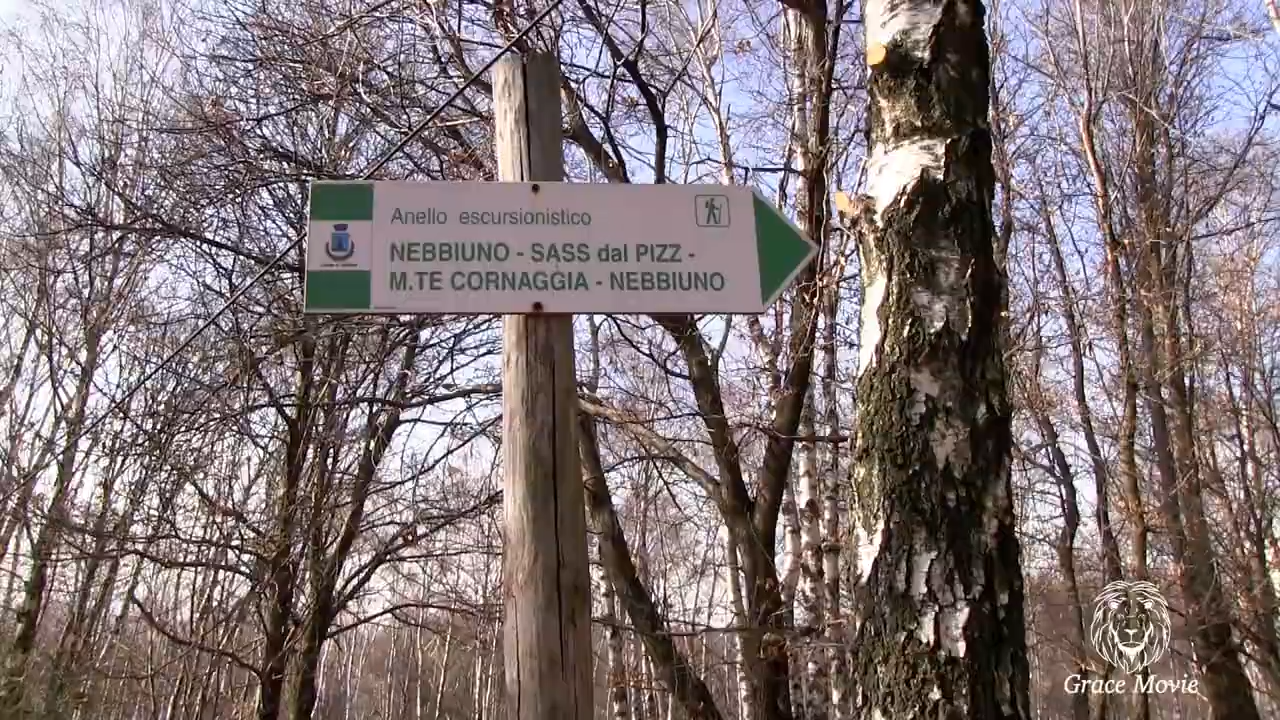 Anello escursionistico
NEBBIUNO - SASS dal PIZZ -
M.TE CORNAGGIA - NEBBIUNO
Grace Movie